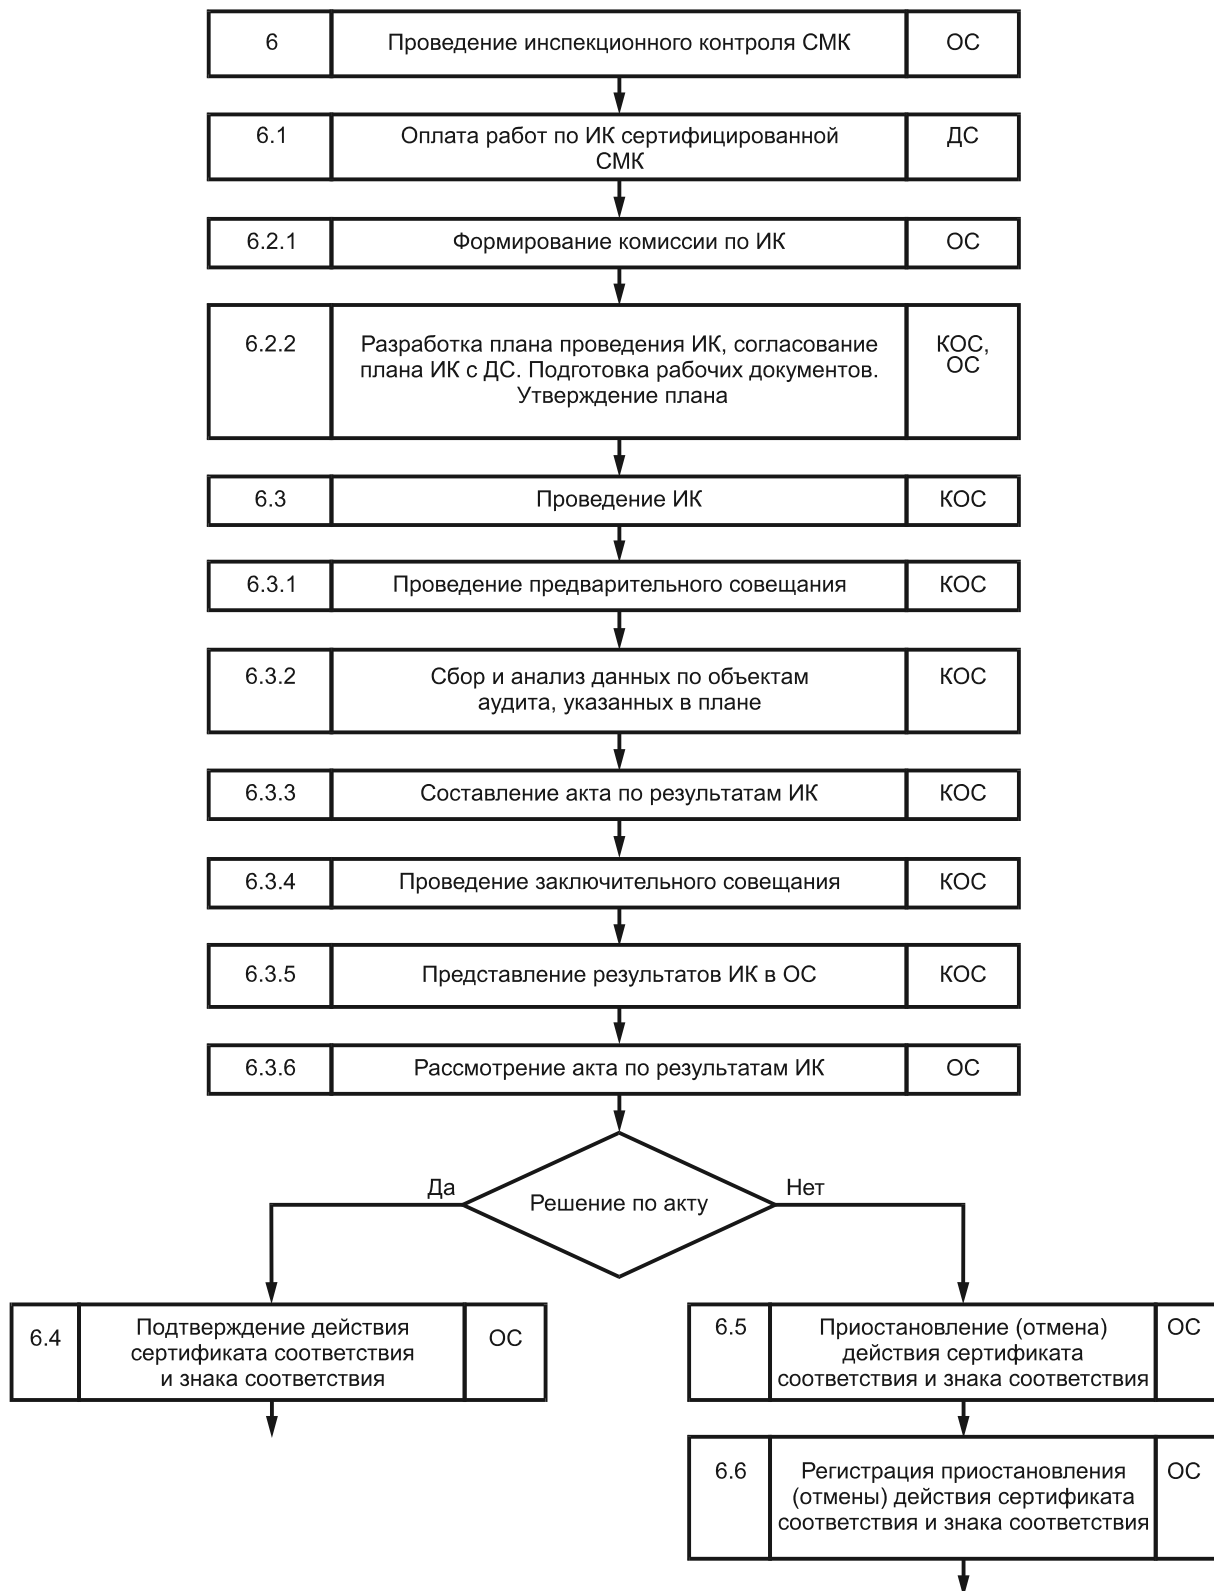 6 Проведение инспекционного контроля СМК ОС
6.1 Оплата работ по ИК сертифицированной ДС
СМК
6.2.1 Формирование комиссии по ИК ОС
6.2.2 Разработка плана проведения ИК, согласование КОС,
плана ИК с ДС. Подготовка рабочих документов. ОС
Утверждение плана
6.3 Проведение ИК КОС
6.3.1 Проведение предварительного совещания КОС
6.3.2 Сбор и анализ данных по объектам КОС
аудита, указанных в плане
6.3.3 Составление акта по результатам ИК КОС
6.3.4 Проведение заключительного совещания КОС
6.3.5 Представление результатов ИК в ОС КОС
6.3.6 Рассмотрение акта по результатам ИК ОС
Да
Решение по акту
Нет
6.4 Подтверждение действия ОС
сертификата соответствия
и знака соответствия
6.5 Приостановление (отмена) ОС
действия сертификата
соответствия и знака соответствия
6.6 Регистрация приостановления ОС
(отмены) действия сертификата
соответствия и знака соответствия